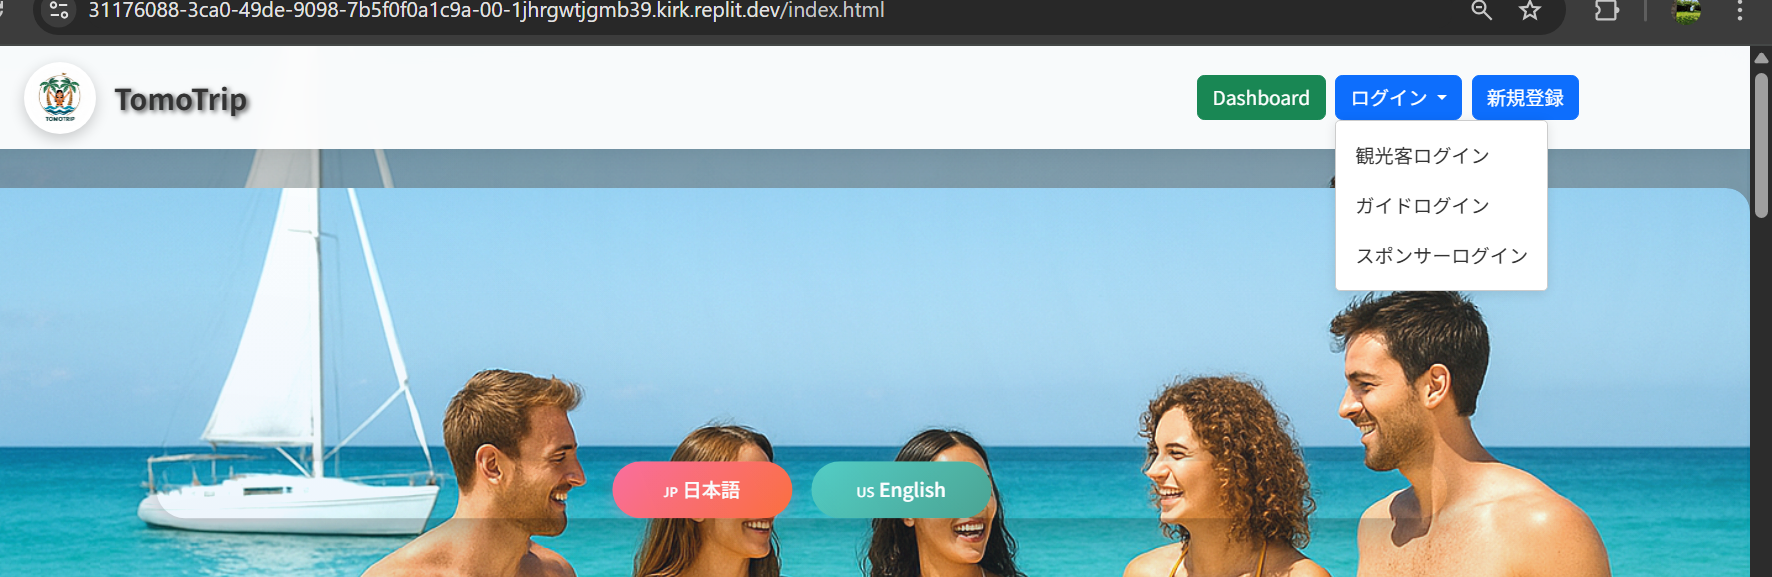 31176088-3ca0-49de-9098-7b5f0f0a1c9a-00-1jhrgwtjgmb39.kirk.replit.dev/index.html
TOMOTRIP
TomoTrip
Dashboard
ログイン
新規登録
観光客ログイン
ガイドログイン
スポンサーログイン
JP 日本語
US English